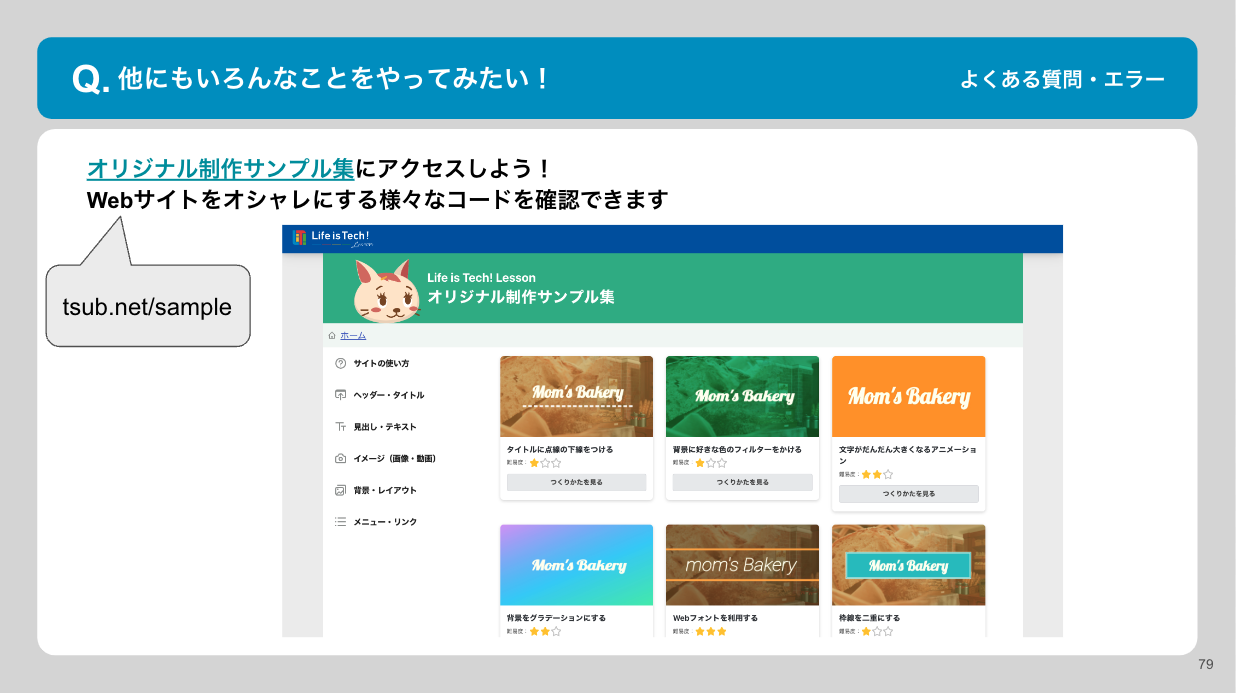 Q. 他にもいろんなことをやってみたい！
よくある質問・エラー
オリジナル制作サンプル集にアクセスしよう！
Webサイトをオシャレにする様々なコードを確認できます
tsub.net/sample
Life is Tech!
Lesson
Life is Tech! Lesson
オリジナル制作サンプル集
ホーム
サイトの使い方
ヘッダー・タイトル
見出し・テキスト
イメージ（画像・動画）
背景・レイアウト
メニュー・リンク
Mom's Bakery
タイトルに点線の下線をつける
難易度：
つくりかたを見る
Mom's Bakery
背景に好きな色のフィルターをかける
難易度：
つくりかたを見る
Mom's Bakery
文字がだんだん大きくなるアニメーショ
ン
難易度：
つくりかたを見る
Mom's Bakery
背景をグラデーションにする
難易度：
mom's Bakery
Webフォントを利用する
難易度：
Mom's Bakery
枠線を二重にする
難易度：
79